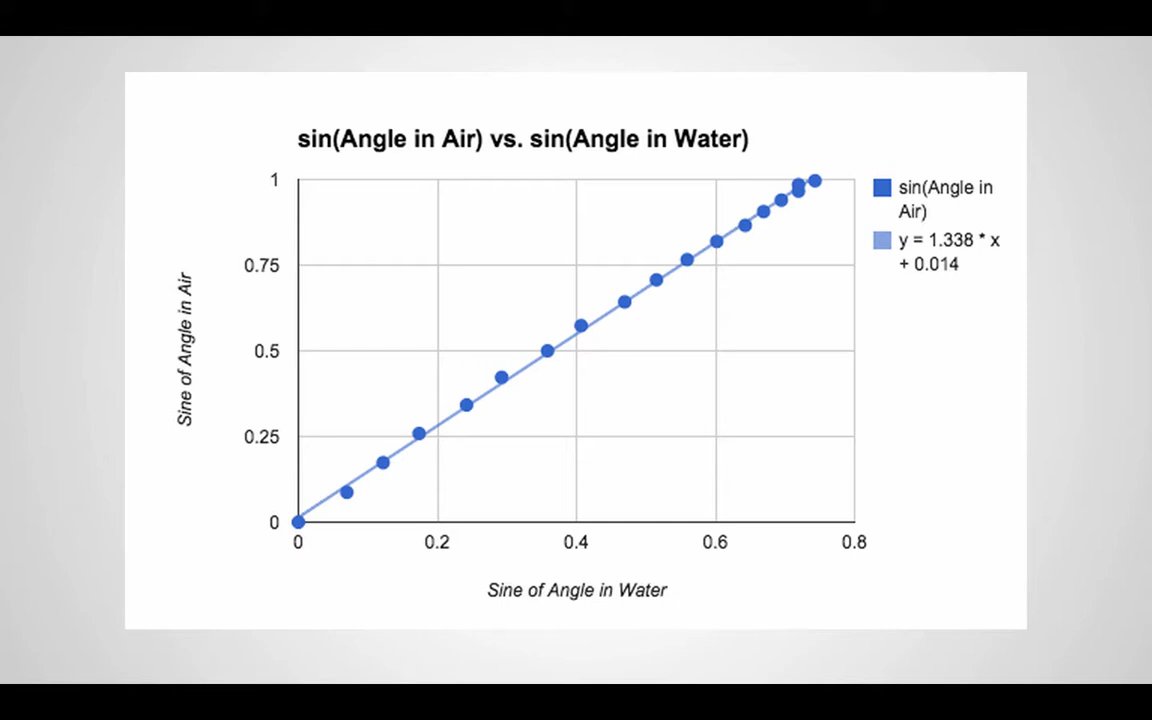 sin(Angle in Air) vs. sin(Angle in Water)
1
0.75
0.5
0.25
0
Sine of Angle in Air
0
0.2
0.4
0.6
0.8
Sine of Angle in Water
sin(Angle in
Air)
y = 1.338 * x
+ 0.014